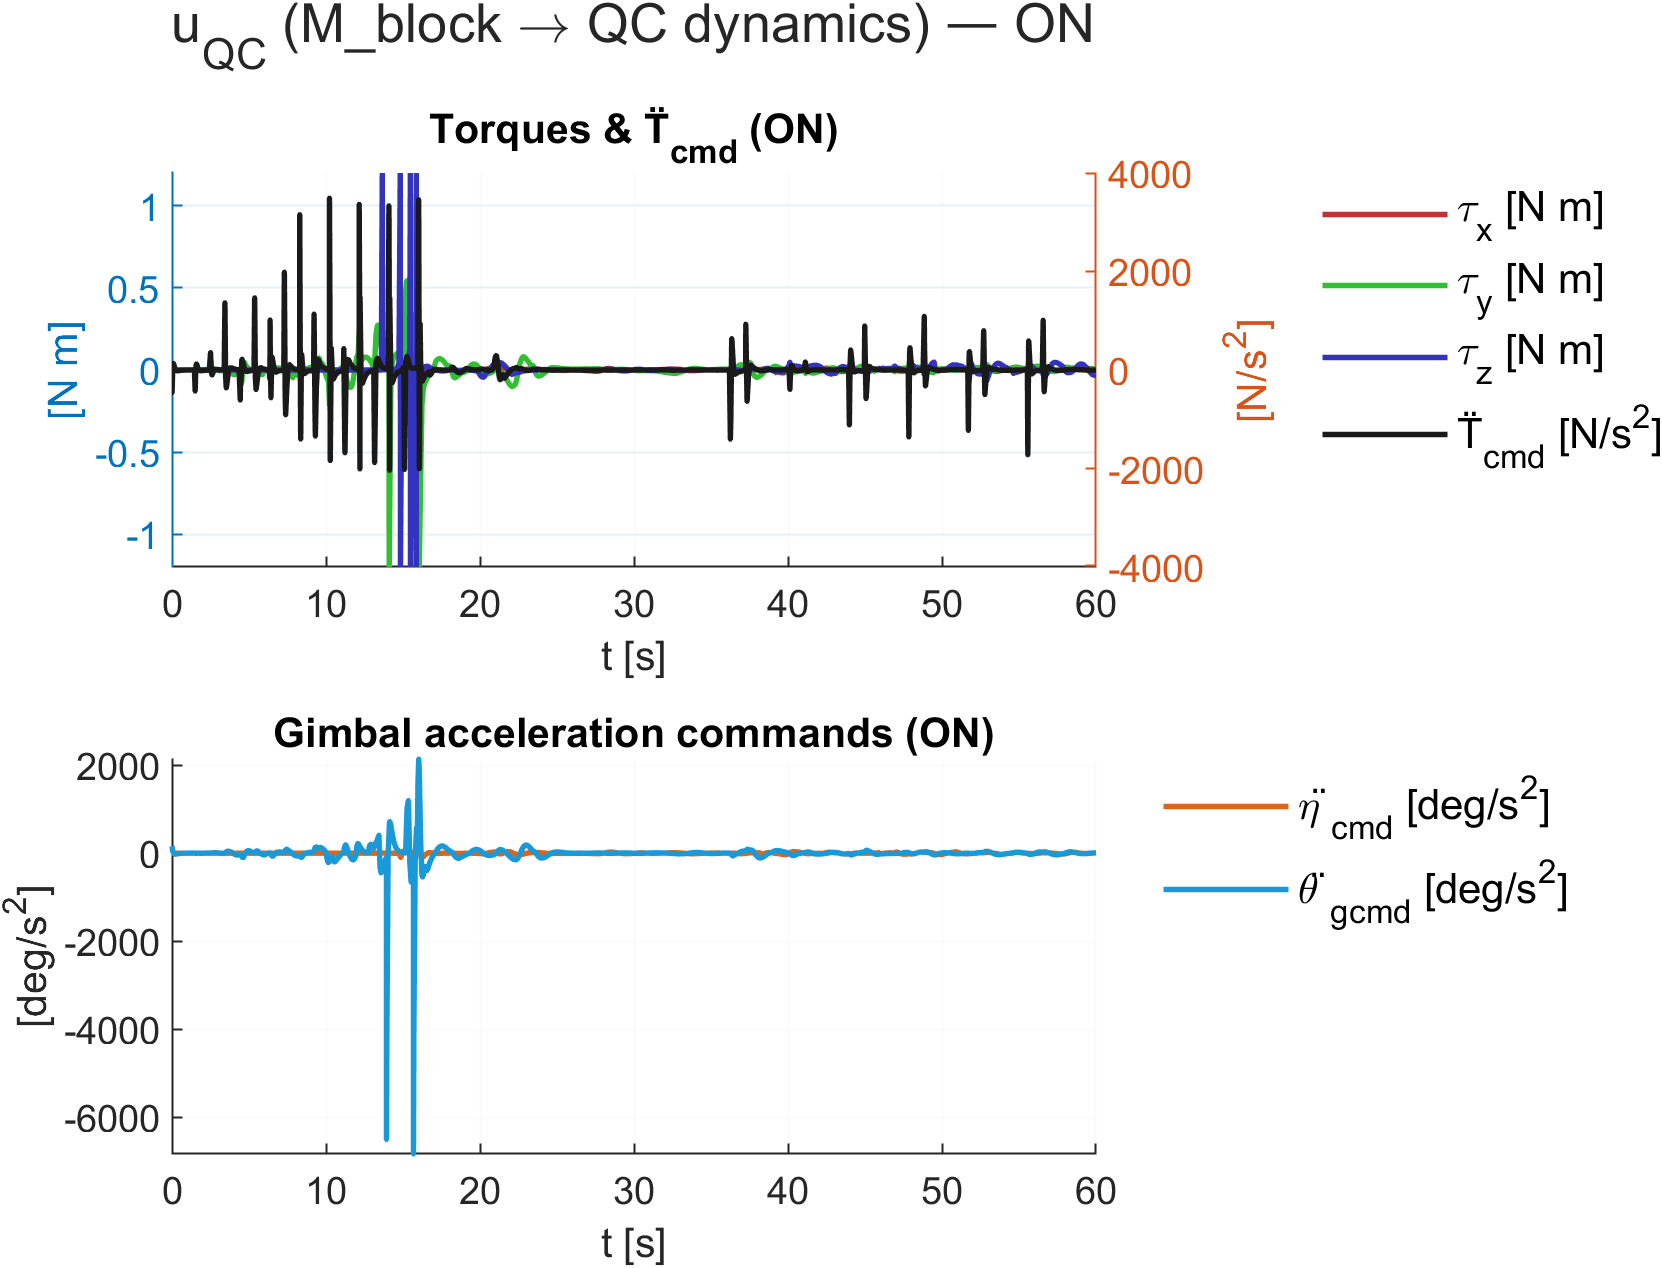 u_QC (M_block → QC dynamics) — ON
Torques & T̈_cmd (ON)
1
0.5
0
-0.5
-1
[N m]
4000
2000
0
-2000
-4000
[N/s²]
0 10 20 30 40 50 60
t [s]
τ_x [N m]
τ_y [N m]
τ_z [N m]
T̈_cmd [N/s²]
Gimbal acceleration commands (ON)
2000
0
-2000
-4000
-6000
[deg/s²]
0 10 20 30 40 50 60
t [s]
η̈_cmd [deg/s²]
θ̈_gcmd [deg/s²]